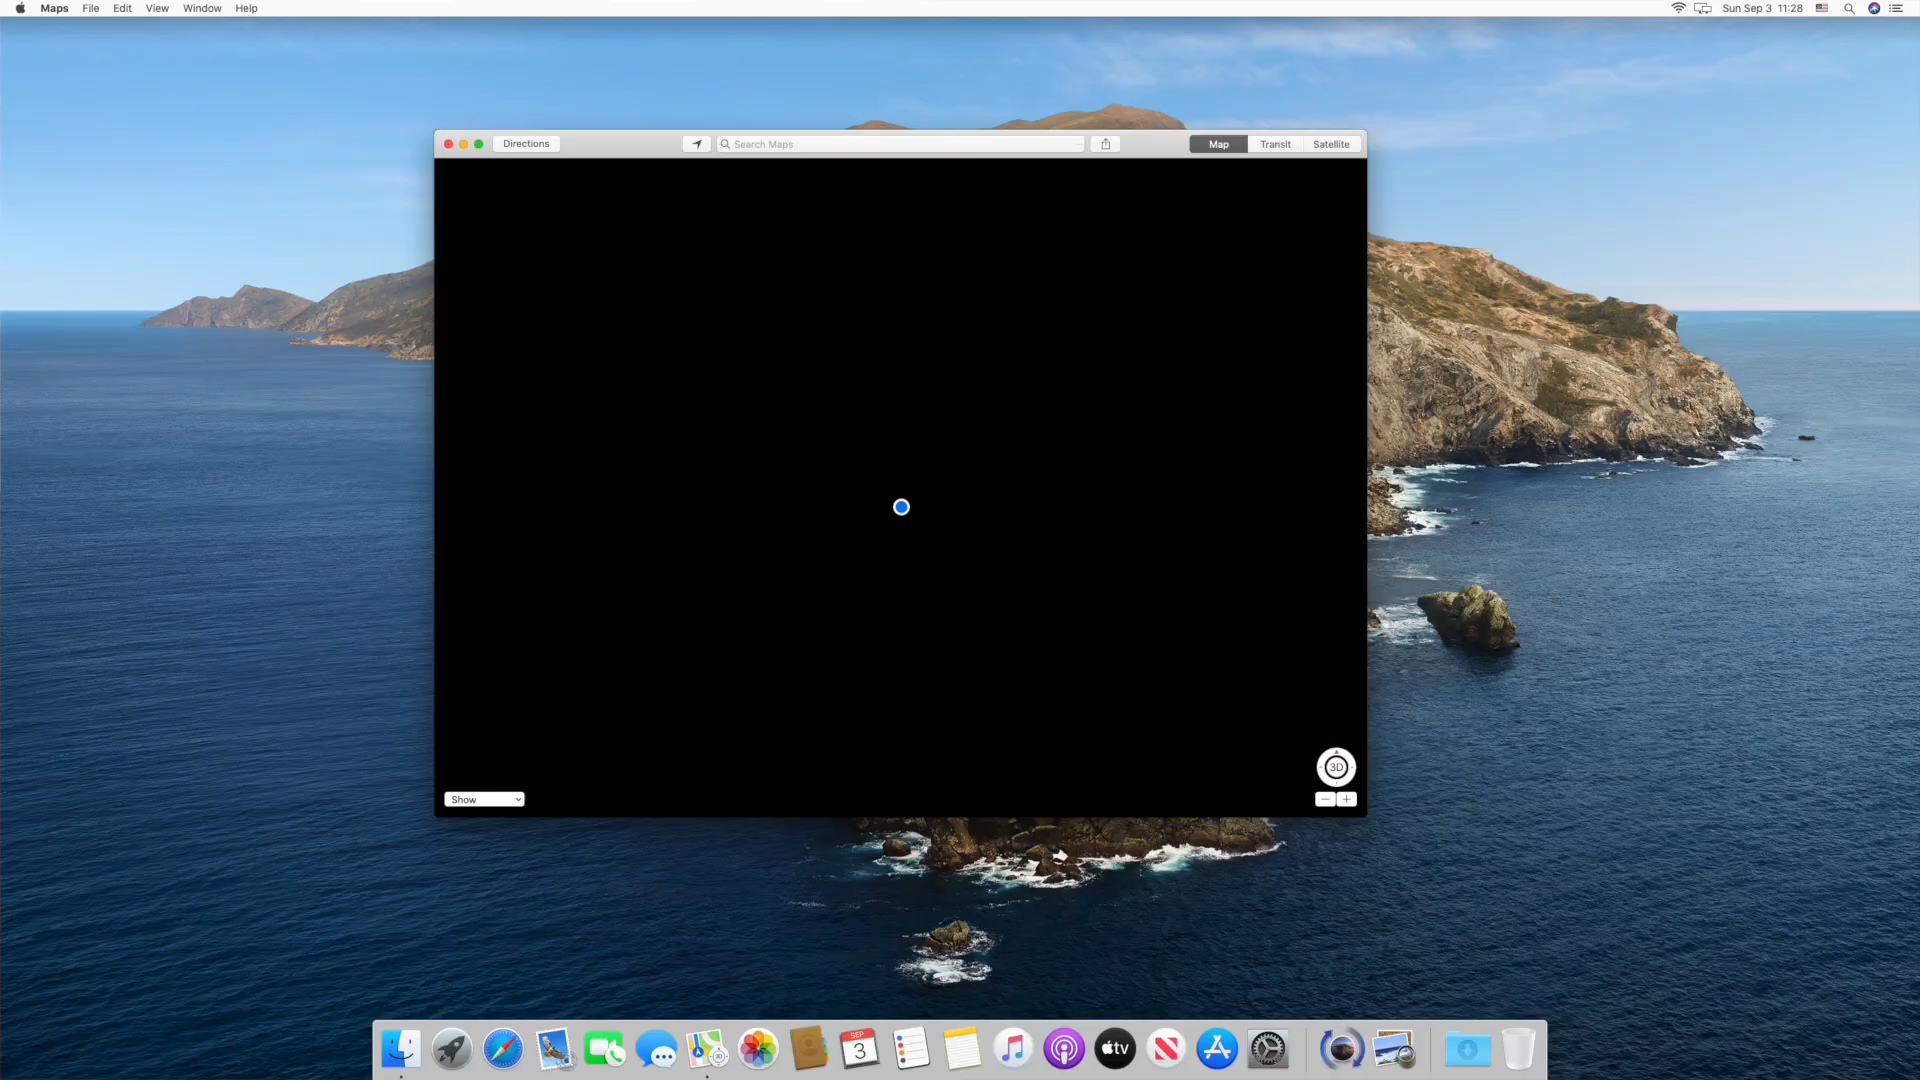 Maps File Edit View Window Help
Sun Sep 3 11:28
Directions
Search Maps
Map Transit Satellite
3D
Show
SEP
3
tv